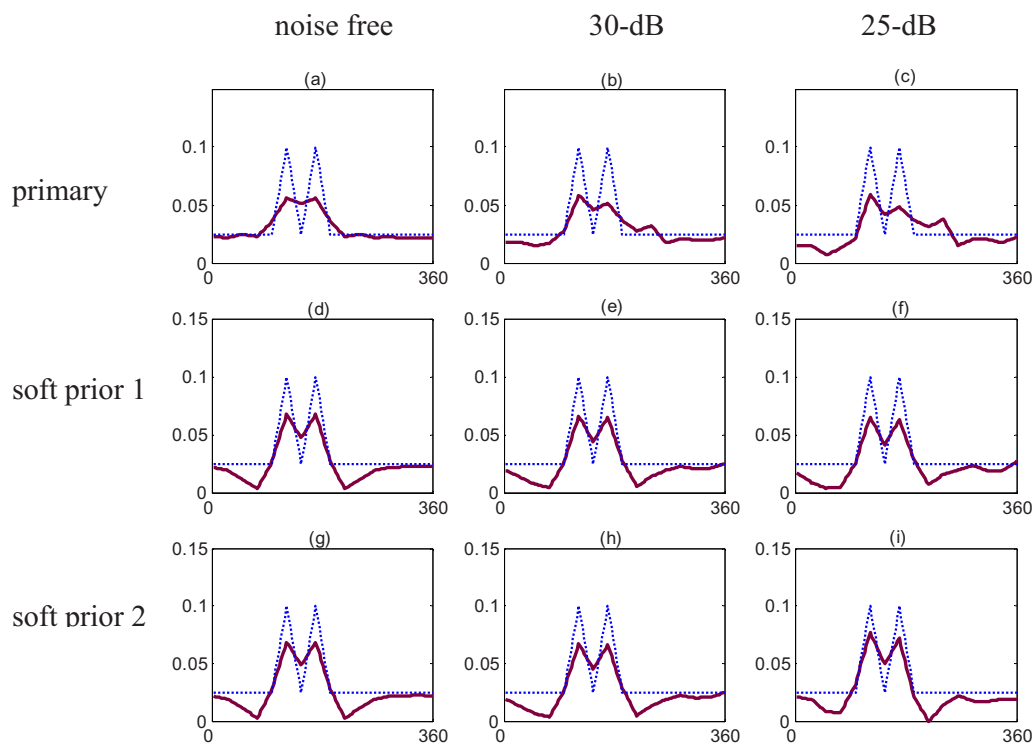 noise free 30-dB 25-dB
(a) (b) (c)
primary
0.1 0.1 0.1
0.05 0.05 0.05
0 0 0
0 360 0 360 0 360
(d) (e) (f)
soft prior 1
0.15 0.15 0.15
0.1 0.1 0.1
0.05 0.05 0.05
0 0 0
0 360 0 360 0 360
(g) (h) (i)
soft prior 2
0.15 0.15 0.15
0.1 0.1 0.1
0.05 0.05 0.05
0 0 0
0 360 0 360 0 360